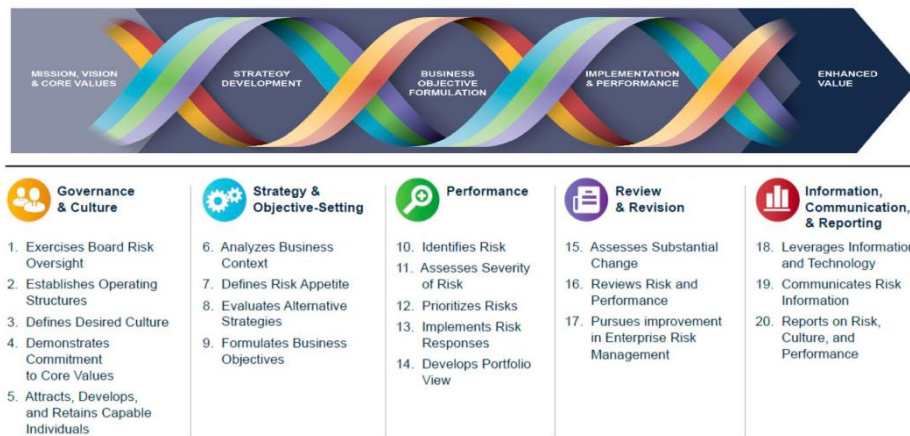 MISSION, VISION
& CORE VALUES
STRATEGY
DEVELOPMENT
BUSINESS
OBJECTIVE
FORMULATION
IMPLEMENTATION
& PERFORMANCE
ENHANCED
VALUE
Governance
& Culture
1. Exercises Board Risk
Oversight
2. Establishes Operating
Structures
3. Defines Desired Culture
4. Demonstrates
Commitment
to Core Values
5. Attracts, Develops,
and Retains Capable
Individuals
Strategy &
Objective-Setting
6. Analyzes Business
Context
7. Defines Risk Appetite
8. Evaluates Alternative
Strategies
9. Formulates Business
Objectives
Performance
10. Identifies Risk
11. Assesses Severity
of Risk
12. Prioritizes Risks
13. Implements Risk
Responses
14. Develops Portfolio
View
Review
& Revision
15. Assesses Substantial
Change
16. Reviews Risk and
Performance
17. Pursues improvement
in Enterprise Risk
Management
Information,
Communication,
& Reporting
18. Leverages Information
and Technology
19. Communicates Risk
Information
20. Reports on Risk,
Culture, and
Performance